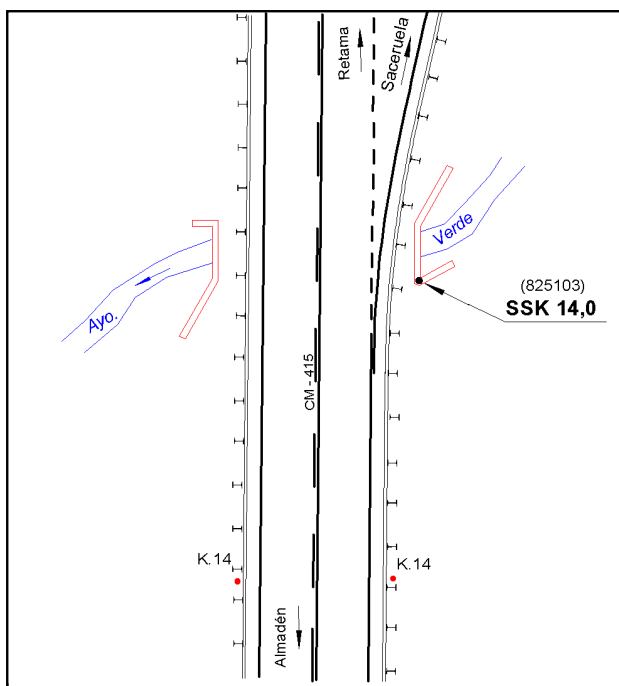 Retama
Saceruela
Verde
(825103)
SSK 14,0
Ayo.
CM - 415
K.14
K.14
Almadén